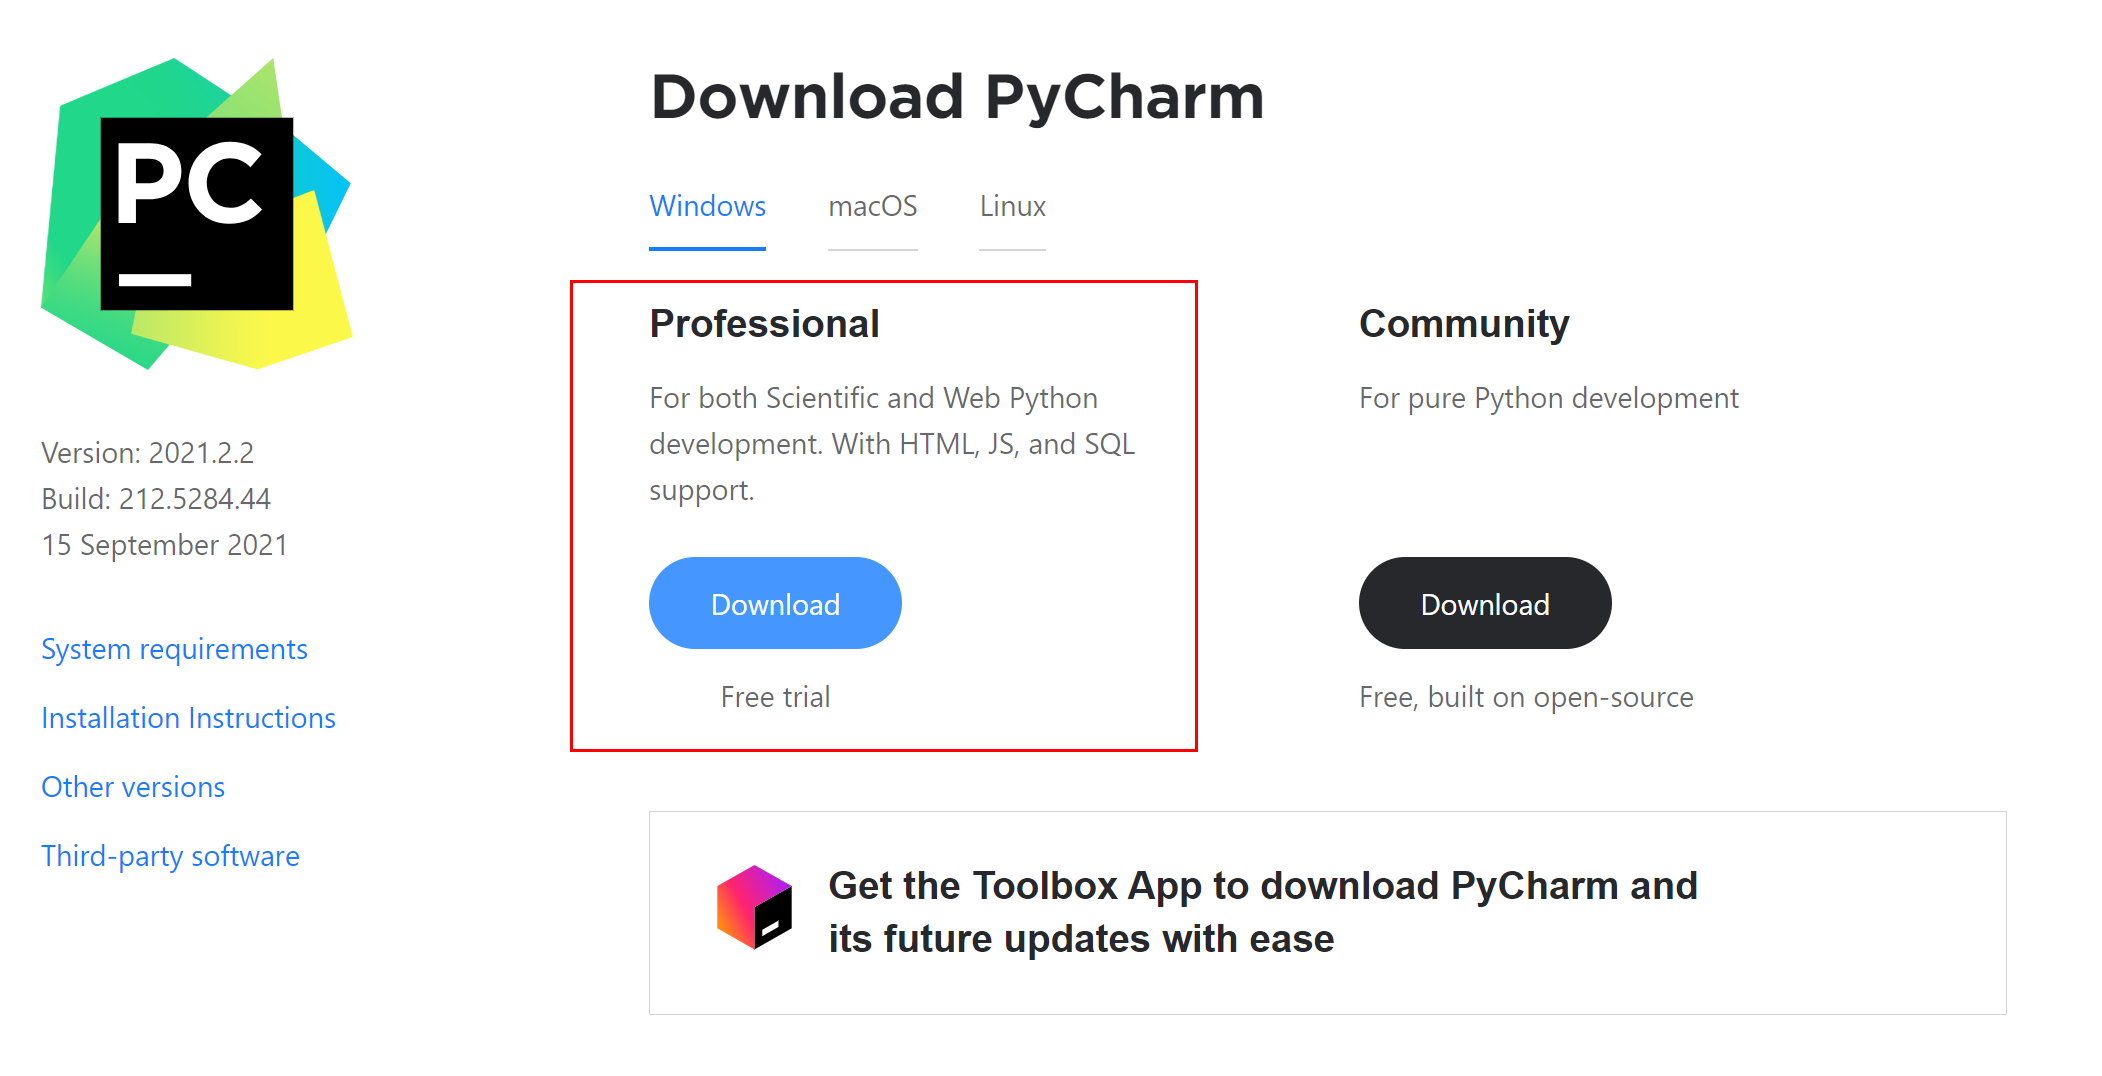 PC
Version: 2021.2.2
Build: 212.5284.44
15 September 2021
System requirements
Installation Instructions
Other versions
Third-party software
Download PyCharm
Windows macOS Linux
Professional
For both Scientific and Web Python
development. With HTML, JS, and SQL
support.
Download
Free trial
Community
For pure Python development
Download
Free, built on open-source
Get the Toolbox App to download PyCharm and
its future updates with ease